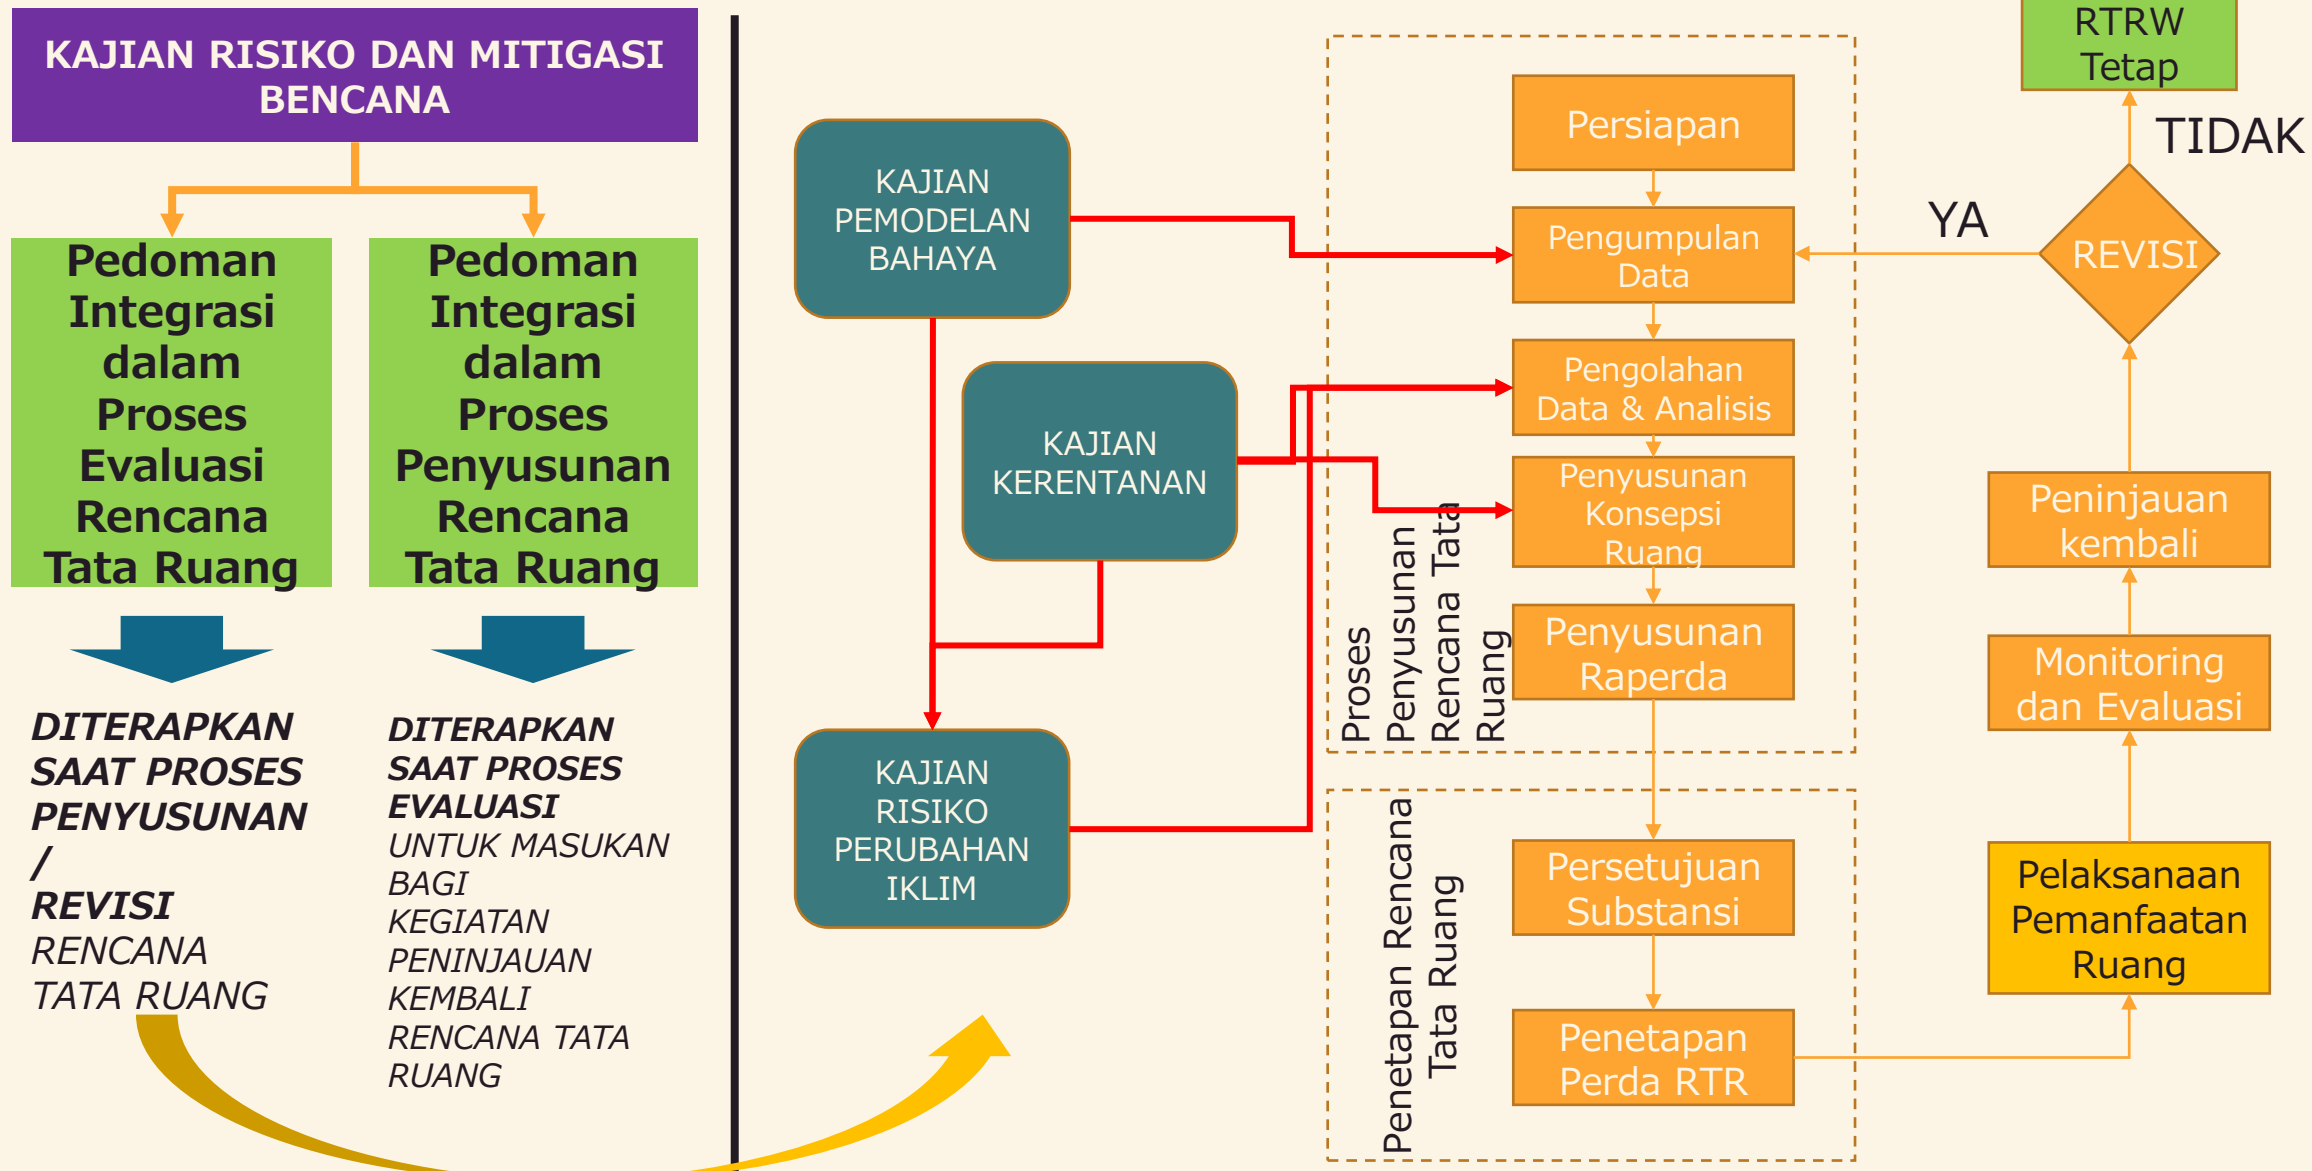 KAJIAN RISIKO DAN MITIGASI
BENCANA
Pedoman
Integrasi
dalam
Proses
Evaluasi
Rencana
Tata Ruang
Pedoman
Integrasi
dalam
Proses
Penyusunan
Rencana
Tata Ruang
DITERAPKAN
SAAT PROSES
PENYUSUNAN
/
REVISI
RENCANA
TATA RUANG
DITERAPKAN
SAAT PROSES
EVALUASI
UNTUK MASUKAN
BAGI
KEGIATAN
PENINJAUAN
KEMBALI
RENCANA TATA
RUANG
KAJIAN
PEMODELAN
BAHAYA
KAJIAN
KERENTANAN
KAJIAN
RISIKO
PERUBAHAN
IKLIM
Proses
Penyusunan
Rencana Tata
Ruang
Persiapan
Pengumpulan
Data
Pengolahan
Data & Analisis
Penyusunan
Konsepsi
Ruang
Penyusunan
Raperda
Penetapan Rencana
Tata Ruang
Persetujuan
Substansi
Penetapan
Perda RTR
RTRW
Tetap
TIDAK
YA
REVISI
Peninjauan
kembali
Monitoring
dan Evaluasi
Pelaksanaan
Pemanfaatan
Ruang